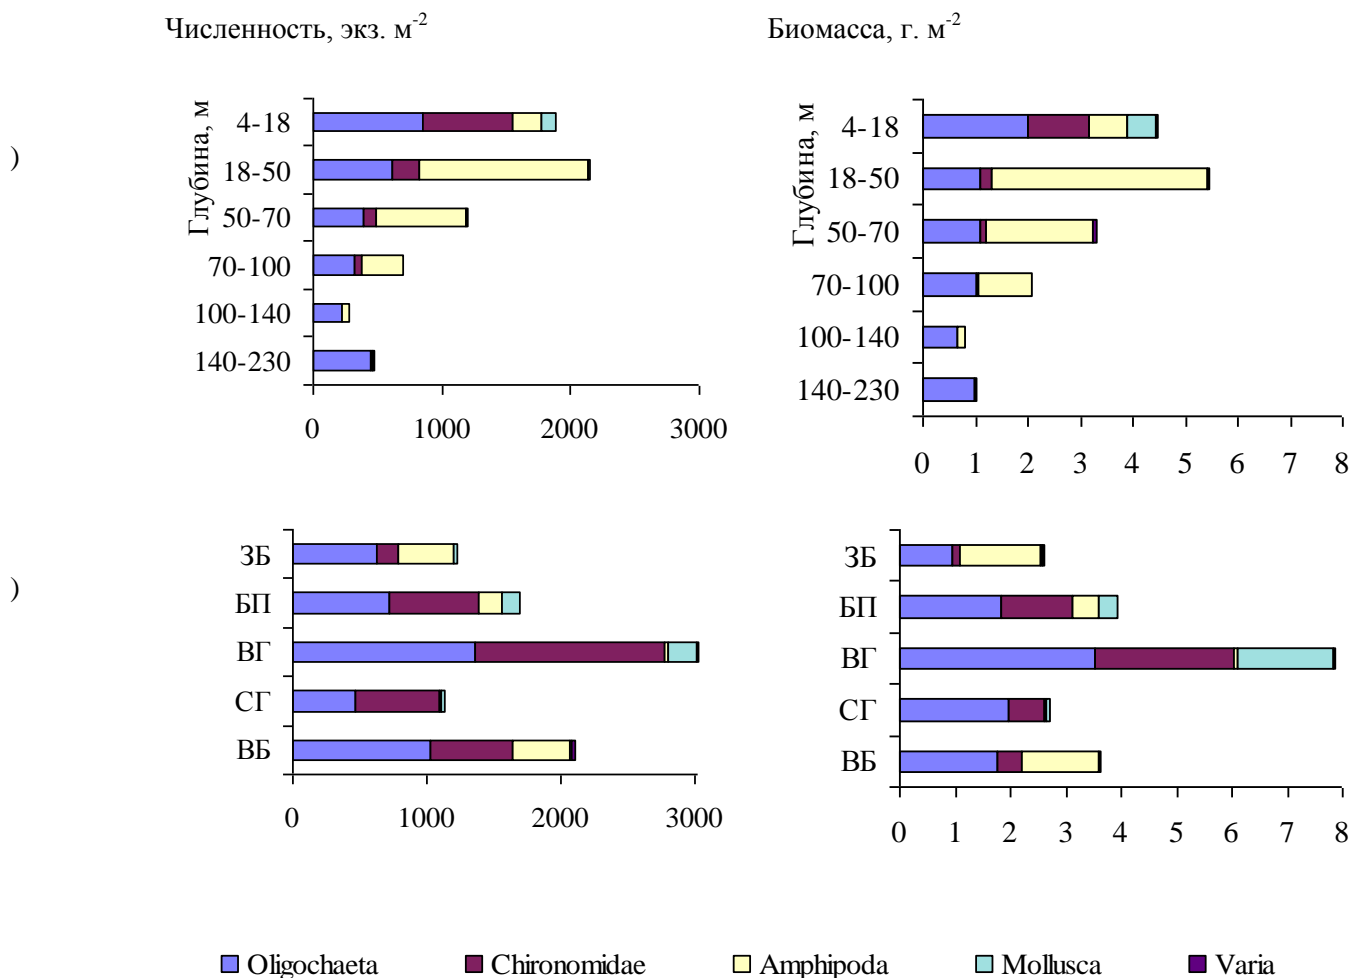 Численность, экз. м-2
Биомасса, г. м-2
)
Глубина, м
4-18
18-50
50-70
70-100
100-140
140-230
0 1000 2000 3000
Глубина, м
4-18
18-50
50-70
70-100
100-140
140-230
0 1 2 3 4 5 6 7 8
)
ЗБ
БП
ВГ
СГ
ВБ
0 1000 2000 3000
ЗБ
БП
ВГ
СГ
ВБ
0 1 2 3 4 5 6 7 8
Oligochaeta Chironomidae Amphipoda Mollusca Varia